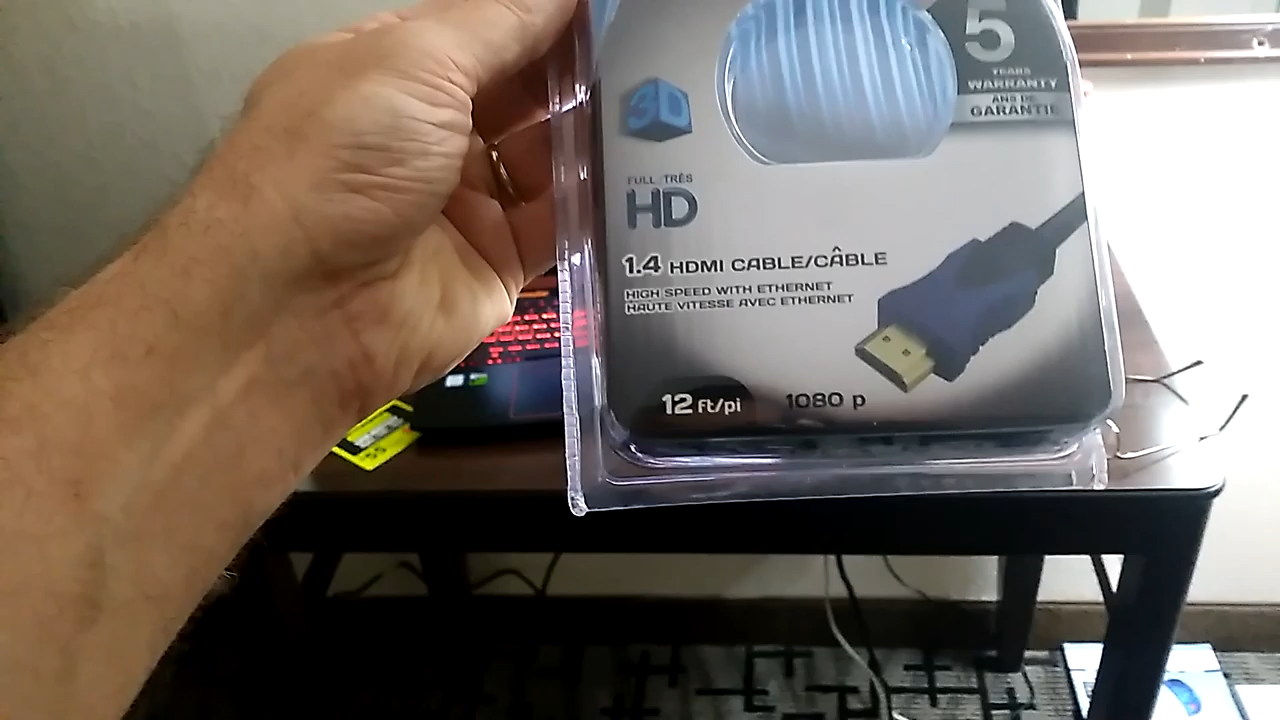 5
YEARS
WARRANTY
ANS DE
GARANTIE
3D
FULL TRÈS
HD
1.4 HDMI CABLE/CÂBLE
HIGH SPEED WITH ETHERNET
HAUTE VITESSE AVEC ETHERNET
12 ft/pi 1080 p